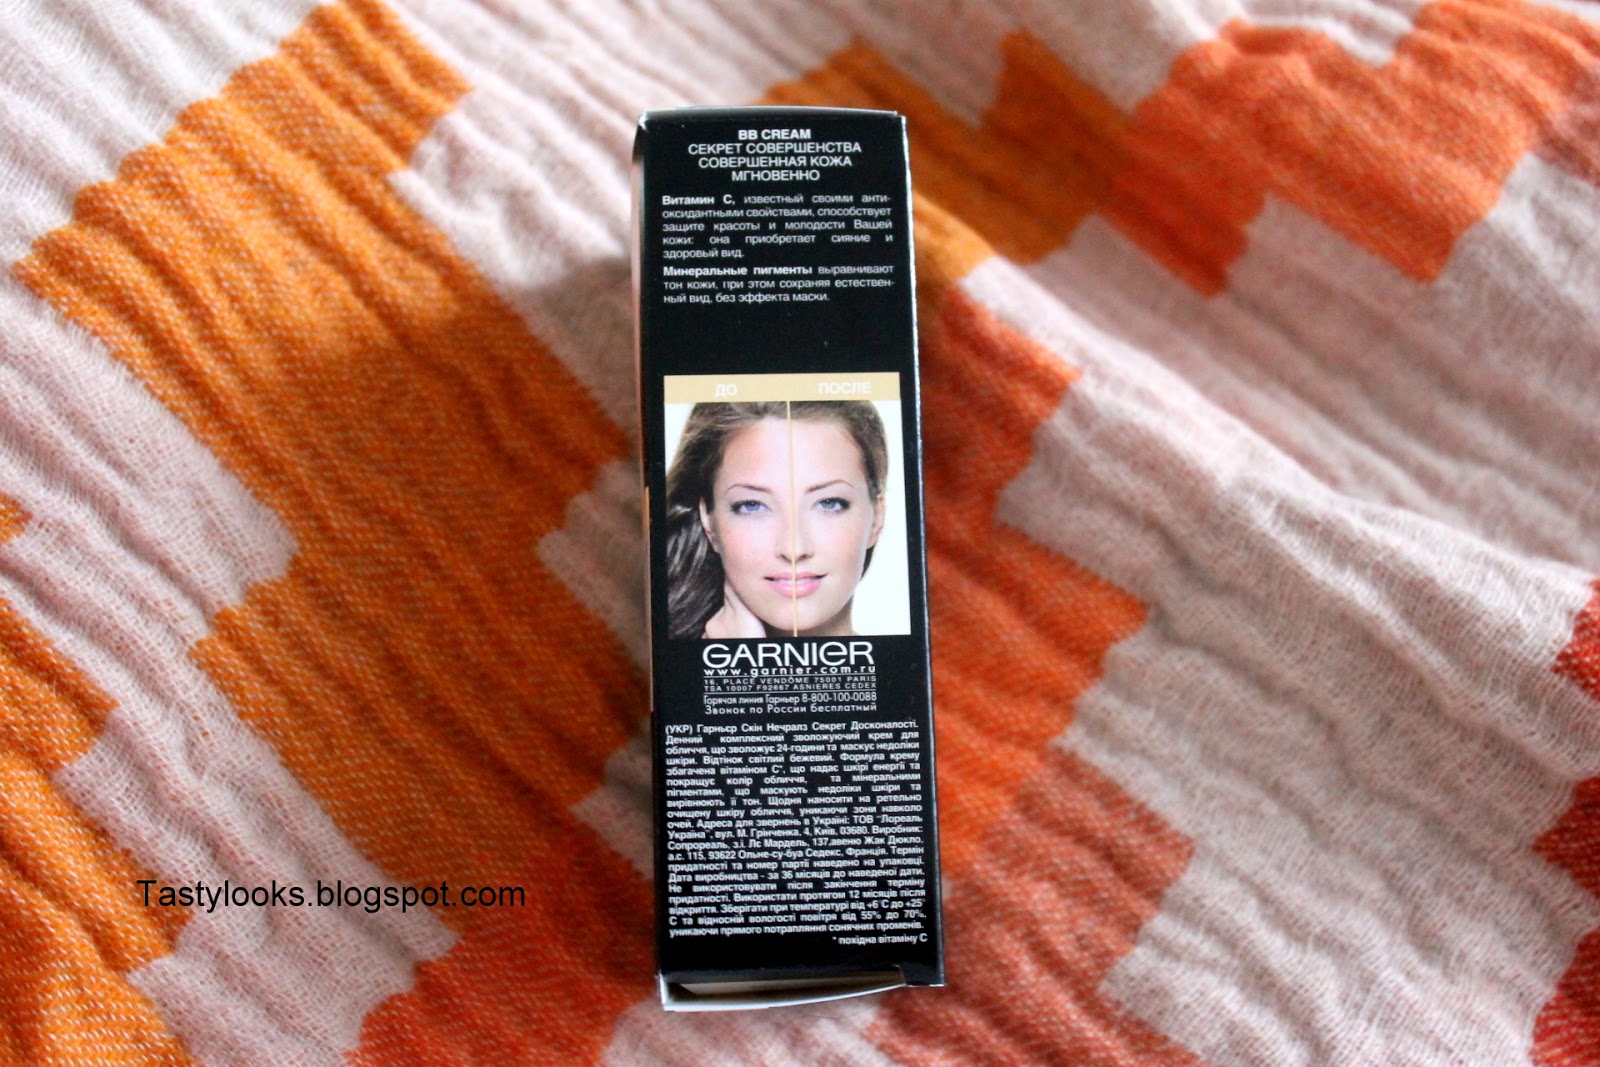 BB CREAM
СЕКРЕТ СОВЕРШЕНСТВА
СОВЕРШЕННАЯ КОЖА
МГНОВЕННО
Витамин С, известный своими анти-
оксидантными свойствами, способствует
защите красоты и молодости Вашей
кожи: она приобретает сияние и
здоровый вид.
Минеральные пигменты выравнивают
тон кожи, при этом сохраняя естествен-
ный вид, без эффекта маски.
ДО ПОСЛЕ
GARNIER
www.garnier.com.ru
16, PLACE VENDÔME 75001 PARIS
TSA 10007 F92667 ASNIERES CEDEX
Горячая линия Гарньер 8-800-100-0088
Звонок по России бесплатный
(УКР) Гарньєр Скін Нечралз Секрет Досконалості.
Денний комплексний зволожуючий крем для
обличчя, що зволожує 24-години та маскує недоліки
шкіри. Відтінок світлий бежевий. Формула крему
збагачена вітаміном С*, що надає шкірі енергії та
покращує колір обличчя, та мінеральними
пігментами, що маскують недоліки шкіри та
вирівнюють її тон. Щодня наносити на ретельно
очищену шкіру обличчя, уникаючи зони навколо
очей. Адреса для звернень в Україні: ТОВ "Лореаль
Україна", вул. М. Грінченка, 4, Київ, 03680. Виробник:
Сопрореаль, з.і. Лє Мардель, 137.авеню Жак Дюкло,
а.с. 115, 93622 Ольне-су-буа Седекс, Франція. Термін
придатності та номер партії наведено на упаковці.
Дата виробництва - за 36 місяців до наведеної дати.
Не використовувати після закінчення терміну
придатності. Використати протягом 12 місяців після
відкриття. Зберігати при температурі від +6°С до +25°
С та відносній вологості повітря від 55% до 70%,
уникаючи прямого потрапляння сонячних променів.
* похідна вітаміну С
Tastylooks.blogspot.com